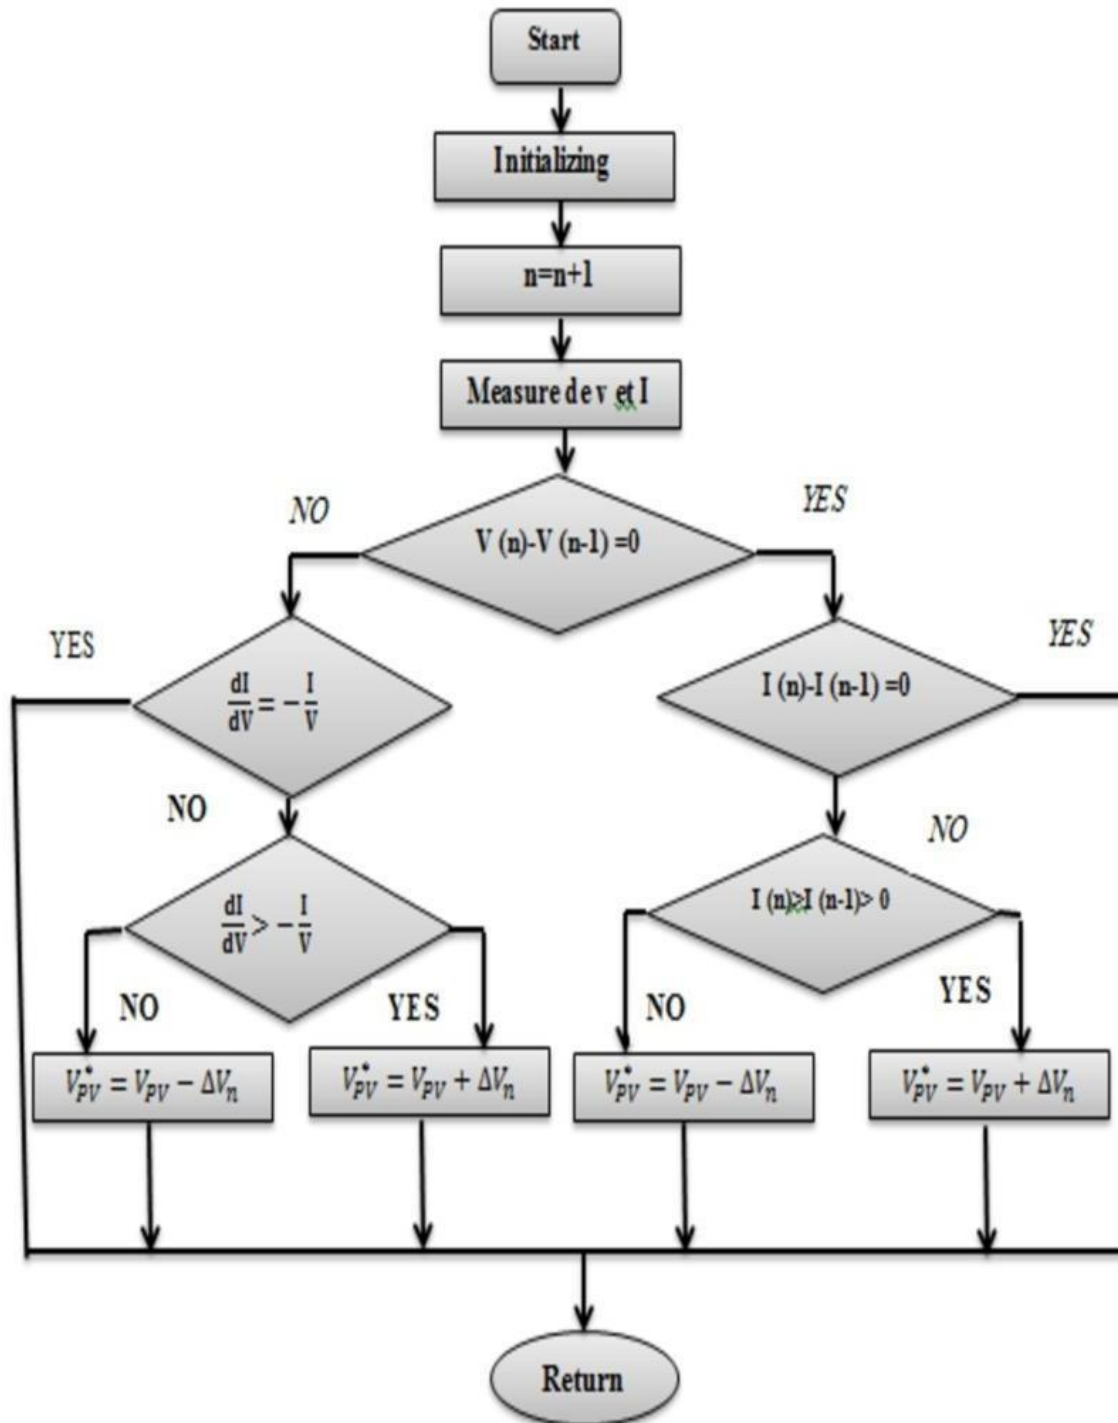 Start
Initializing
n=n+1
Measure de v et I
NO
YES
V (n)-V (n-1) =0
YES
YES
dI/dV = − I/V
I (n)-I (n-1) =0
NO
NO
dI/dV > − I/V
I (n)>I (n-1)> 0
NO
YES
NO
YES
V*PV = VPV − ΔVn
V*PV = VPV + ΔVn
V*PV = VPV − ΔVn
V*PV = VPV + ΔVn
Return